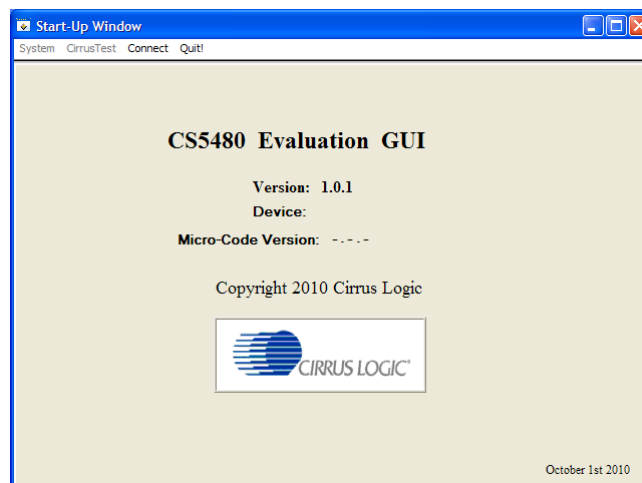 Start-Up Window
System CirrusTest Connect Quit!
CS5480 Evaluation GUI
Version: 1.0.1
Device:
Micro-Code Version: -.-.-
Copyright 2010 Cirrus Logic
CIRRUS LOGIC®
October 1st 2010